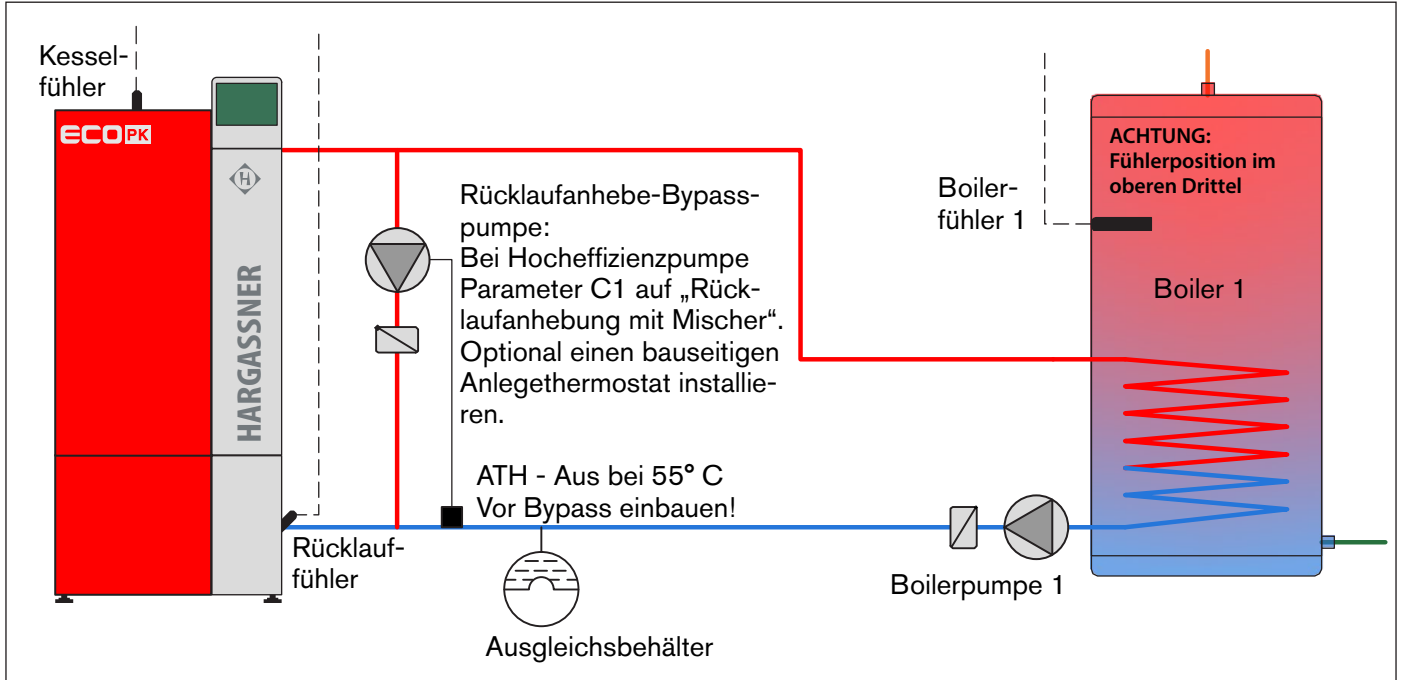 Kessel-
fühler
ECO PK
H
HARGASSNER
Rücklaufanhebe-Bypass-
pumpe:
Bei Hocheffizienzpumpe
Parameter C1 auf „Rück-
laufanhebung mit Mischer“.
Optional einen bauseitigen
Anlegethermostat installie-
ren.
ATH - Aus bei 55° C
Vor Bypass einbauen!
Rücklauf-
fühler
Ausgleichsbehälter
Boiler-
fühler 1
ACHTUNG:
Fühlerposition im
oberen Drittel
Boiler 1
Boilerpumpe 1